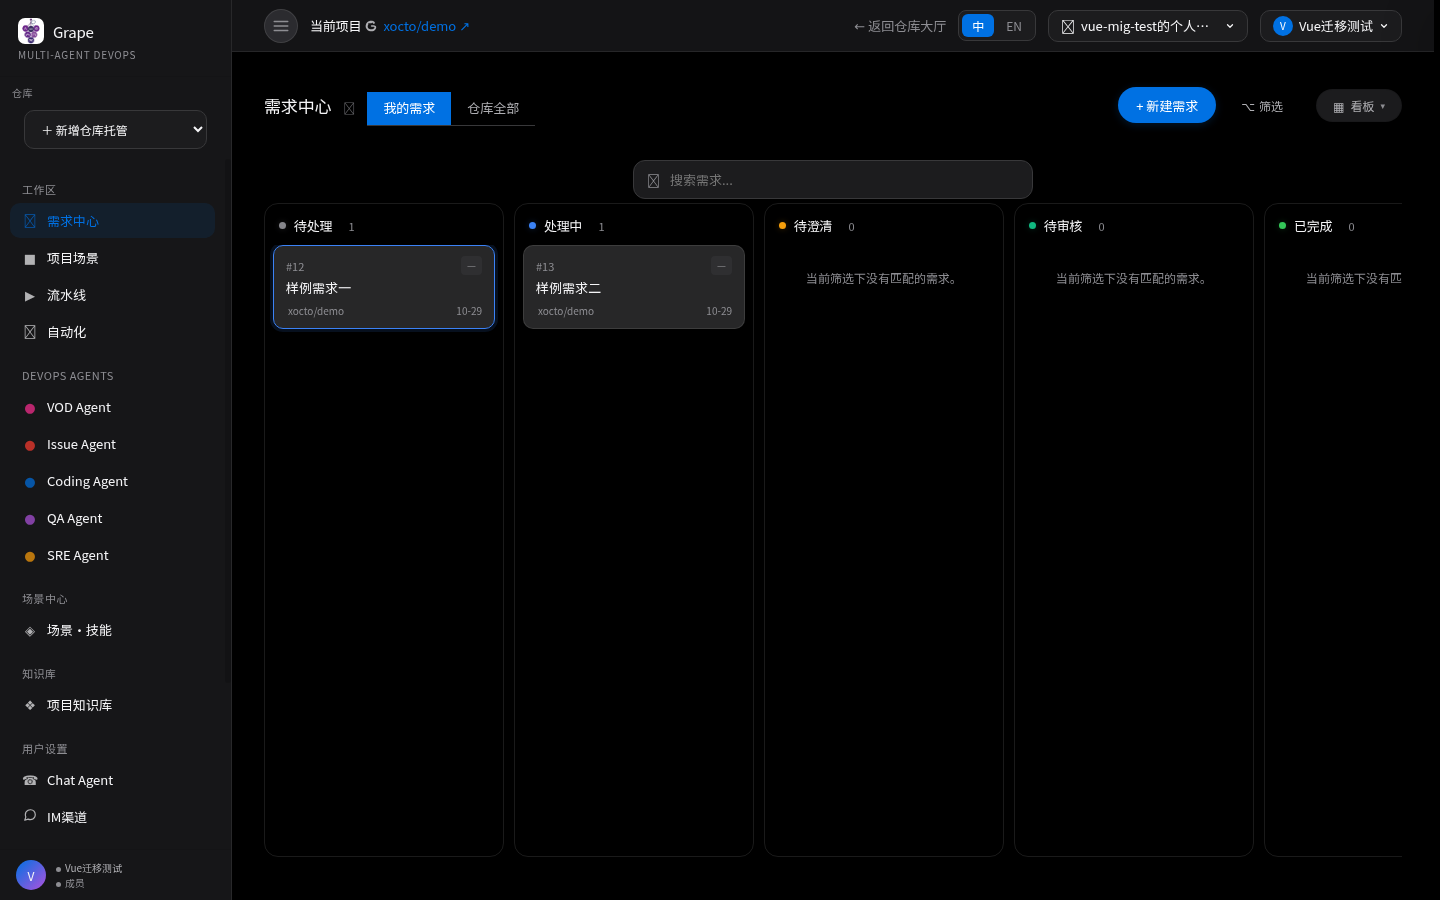 Grape
MULTI-AGENT DEVOPS
仓库
+ 新增仓库托管
工作区
需求中心
项目场景
流水线
自动化
DEVOPS AGENTS
VOD Agent
Issue Agent
Coding Agent
QA Agent
SRE Agent
场景中心
场景·技能
知识库
项目知识库
用户设置
Chat Agent
IM渠道
V
Vue迁移测试
成员
当前项目 G xocto/demo ↗
← 返回仓库大厅
中 EN
vue-mig-test的个人…
V Vue迁移测试
需求中心
我的需求 仓库全部
+ 新建需求
⌥ 筛选
▦ 看板 ▾
搜索需求...
待处理 1
#12 —
样例需求一
xocto/demo 10-29
处理中 1
#13 —
样例需求二
xocto/demo 10-29
待澄清 0
当前筛选下没有匹配的需求。
待审核 0
当前筛选下没有匹配的需求。
已完成 0
当前筛选下没有匹